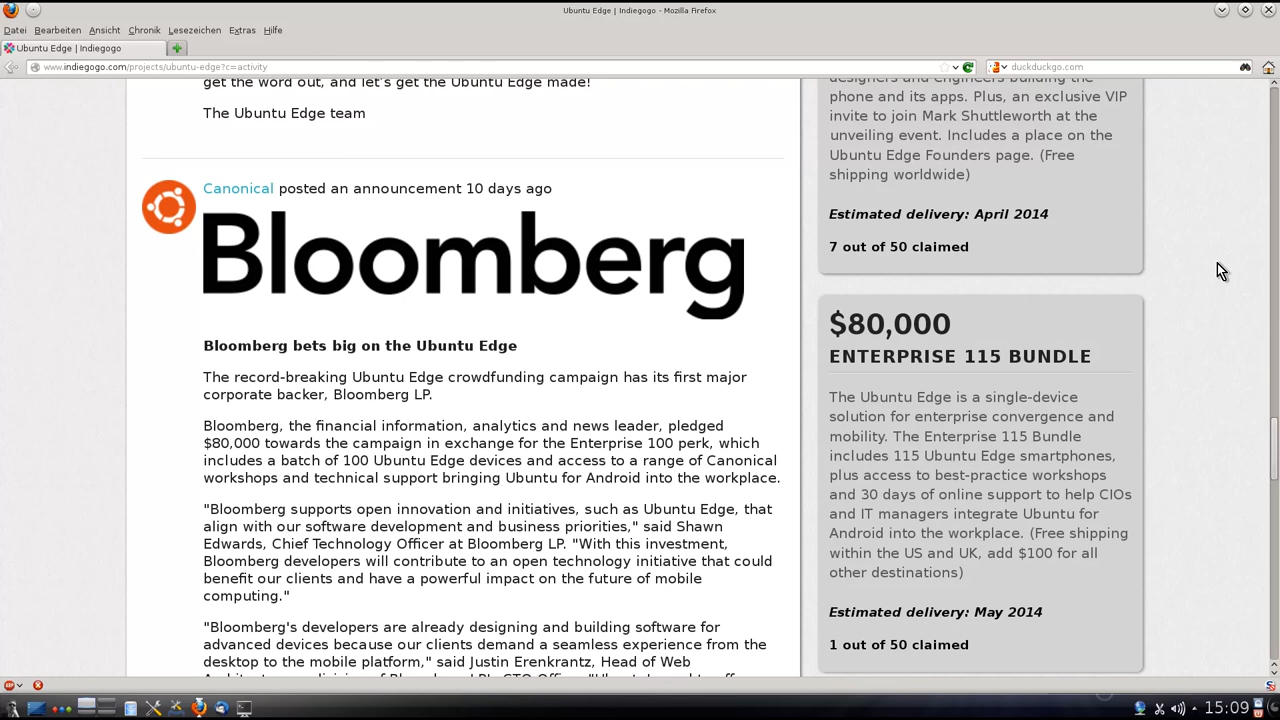 Ubuntu Edge | Indiegogo - Mozilla Firefox
Datei Bearbeiten Ansicht Chronik Lesezeichen Extras Hilfe
Ubuntu Edge | Indiegogo
www.indiegogo.com/projects/ubuntu-edge?c=activity
duckduckgo.com
get the word out, and let's get the Ubuntu Edge made!
The Ubuntu Edge team
Canonical posted an announcement 10 days ago
Bloomberg
Bloomberg bets big on the Ubuntu Edge
The record-breaking Ubuntu Edge crowdfunding campaign has its first major
corporate backer, Bloomberg LP.
Bloomberg, the financial information, analytics and news leader, pledged
$80,000 towards the campaign in exchange for the Enterprise 100 perk, which
includes a batch of 100 Ubuntu Edge devices and access to a range of Canonical
workshops and technical support bringing Ubuntu for Android into the workplace.
"Bloomberg supports open innovation and initiatives, such as Ubuntu Edge, that
align with our software development and business priorities," said Shawn
Edwards, Chief Technology Officer at Bloomberg LP. "With this investment,
Bloomberg developers will contribute to an open technology initiative that could
benefit our clients and have a powerful impact on the future of mobile
computing."
"Bloomberg's developers are already designing and building software for
advanced devices because our clients demand a seamless experience from the
desktop to the mobile platform," said Justin Erenkrantz, Head of Web
designers and engineers building the
phone and its apps. Plus, an exclusive VIP
invite to join Mark Shuttleworth at the
unveiling event. Includes a place on the
Ubuntu Edge Founders page. (Free
shipping worldwide)
Estimated delivery: April 2014
7 out of 50 claimed
$80,000
ENTERPRISE 115 BUNDLE
The Ubuntu Edge is a single-device
solution for enterprise convergence and
mobility. The Enterprise 115 Bundle
includes 115 Ubuntu Edge smartphones,
plus access to best-practice workshops
and 30 days of online support to help CIOs
and IT managers integrate Ubuntu for
Android into the workplace. (Free shipping
within the US and UK, add $100 for all
other destinations)
Estimated delivery: May 2014
1 out of 50 claimed
15:09